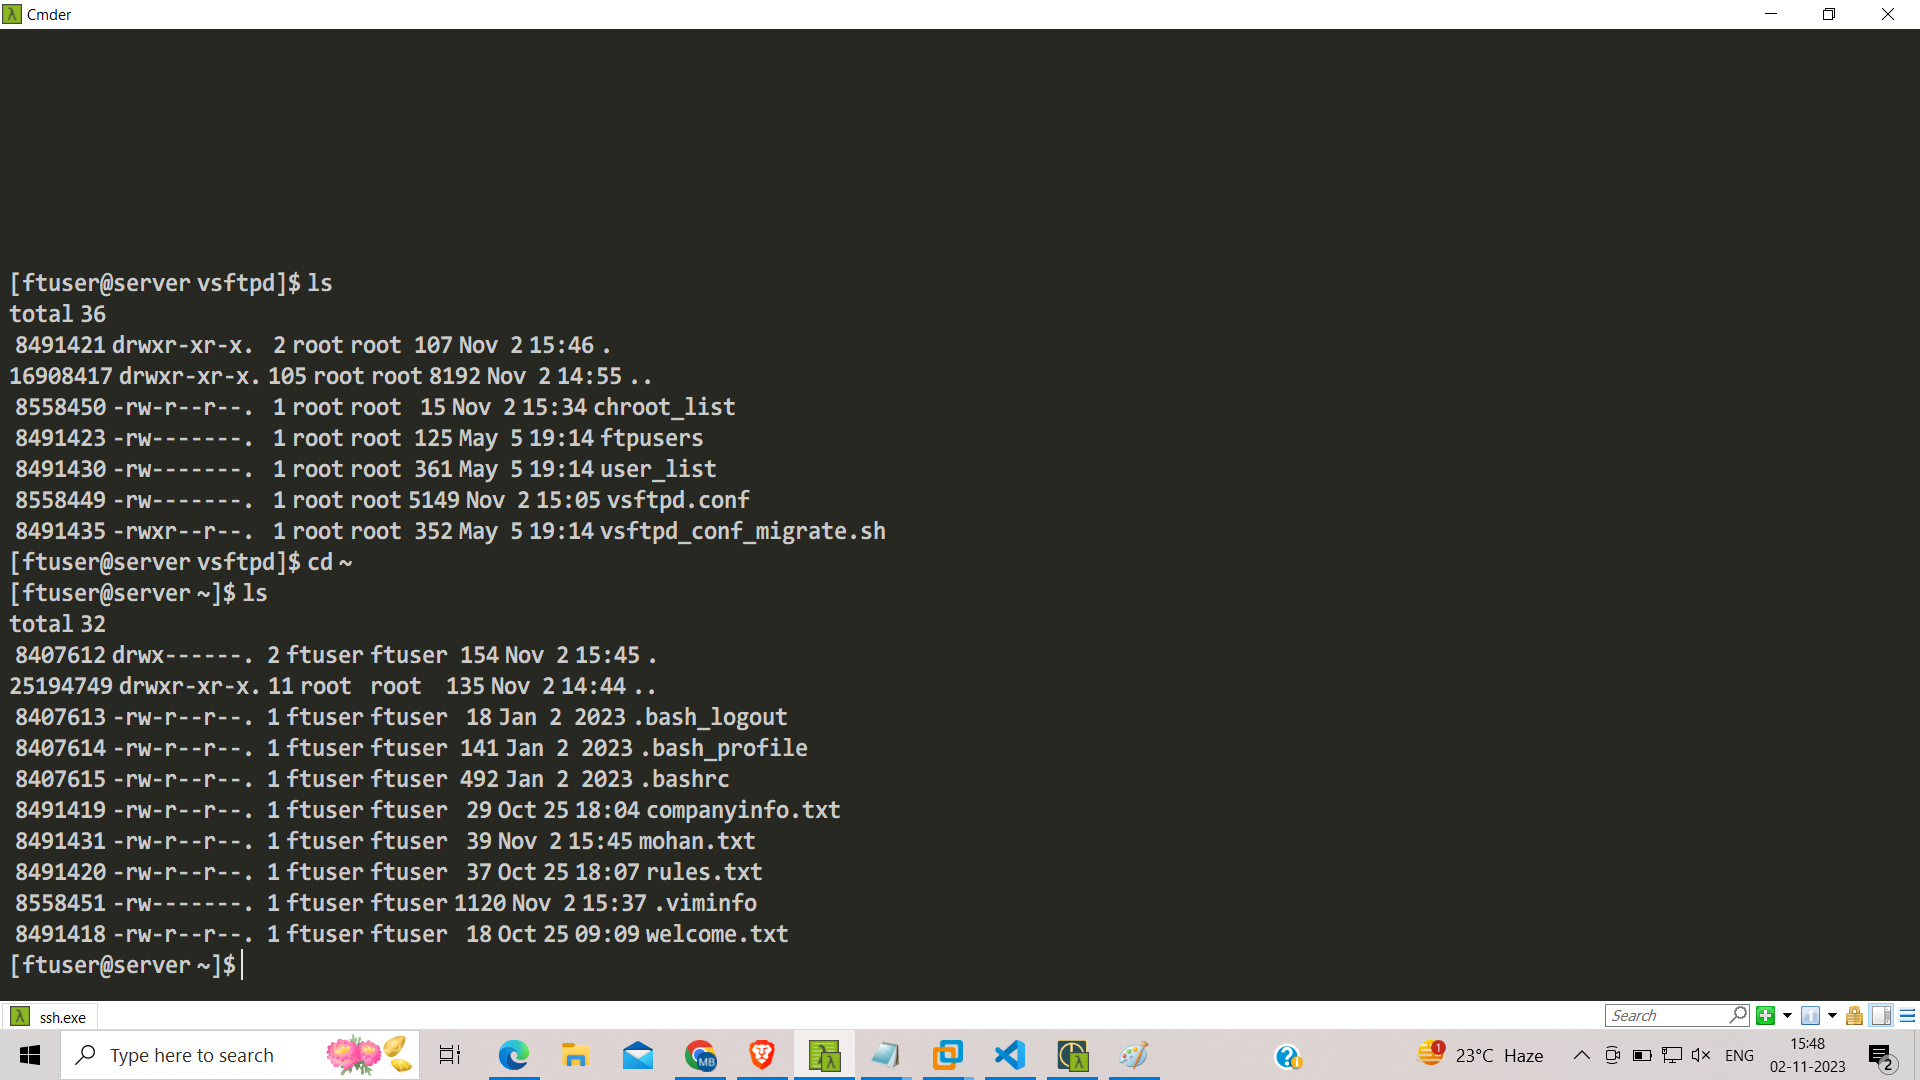 Cmder
[ftuser@server vsftpd]$ ls
total 36
8491421 drwxr-xr-x. 2 root root 107 Nov 2 15:46 .
16908417 drwxr-xr-x. 105 root root 8192 Nov 2 14:55 ..
8558450 -rw-r--r--. 1 root root 15 Nov 2 15:34 chroot_list
8491423 -rw-------. 1 root root 125 May 5 19:14 ftpusers
8491430 -rw-------. 1 root root 361 May 5 19:14 user_list
8558449 -rw-------. 1 root root 5149 Nov 2 15:05 vsftpd.conf
8491435 -rwxr--r--. 1 root root 352 May 5 19:14 vsftpd_conf_migrate.sh
[ftuser@server vsftpd]$ cd ~
[ftuser@server ~]$ ls
total 32
8407612 drwx------. 2 ftuser ftuser 154 Nov 2 15:45 .
25194749 drwxr-xr-x. 11 root root 135 Nov 2 14:44 ..
8407613 -rw-r--r--. 1 ftuser ftuser 18 Jan 2 2023 .bash_logout
8407614 -rw-r--r--. 1 ftuser ftuser 141 Jan 2 2023 .bash_profile
8407615 -rw-r--r--. 1 ftuser ftuser 492 Jan 2 2023 .bashrc
8491419 -rw-r--r--. 1 ftuser ftuser 29 Oct 25 18:04 companyinfo.txt
8491431 -rw-r--r--. 1 ftuser ftuser 39 Nov 2 15:45 mohan.txt
8491420 -rw-r--r--. 1 ftuser ftuser 37 Oct 25 18:07 rules.txt
8558451 -rw-------. 1 ftuser ftuser 1120 Nov 2 15:37 .viminfo
8491418 -rw-r--r--. 1 ftuser ftuser 18 Oct 25 09:09 welcome.txt
[ftuser@server ~]$
ssh.exe
Search
Type here to search
MB
1
23°C Haze
ENG
15:48
02-11-2023
2